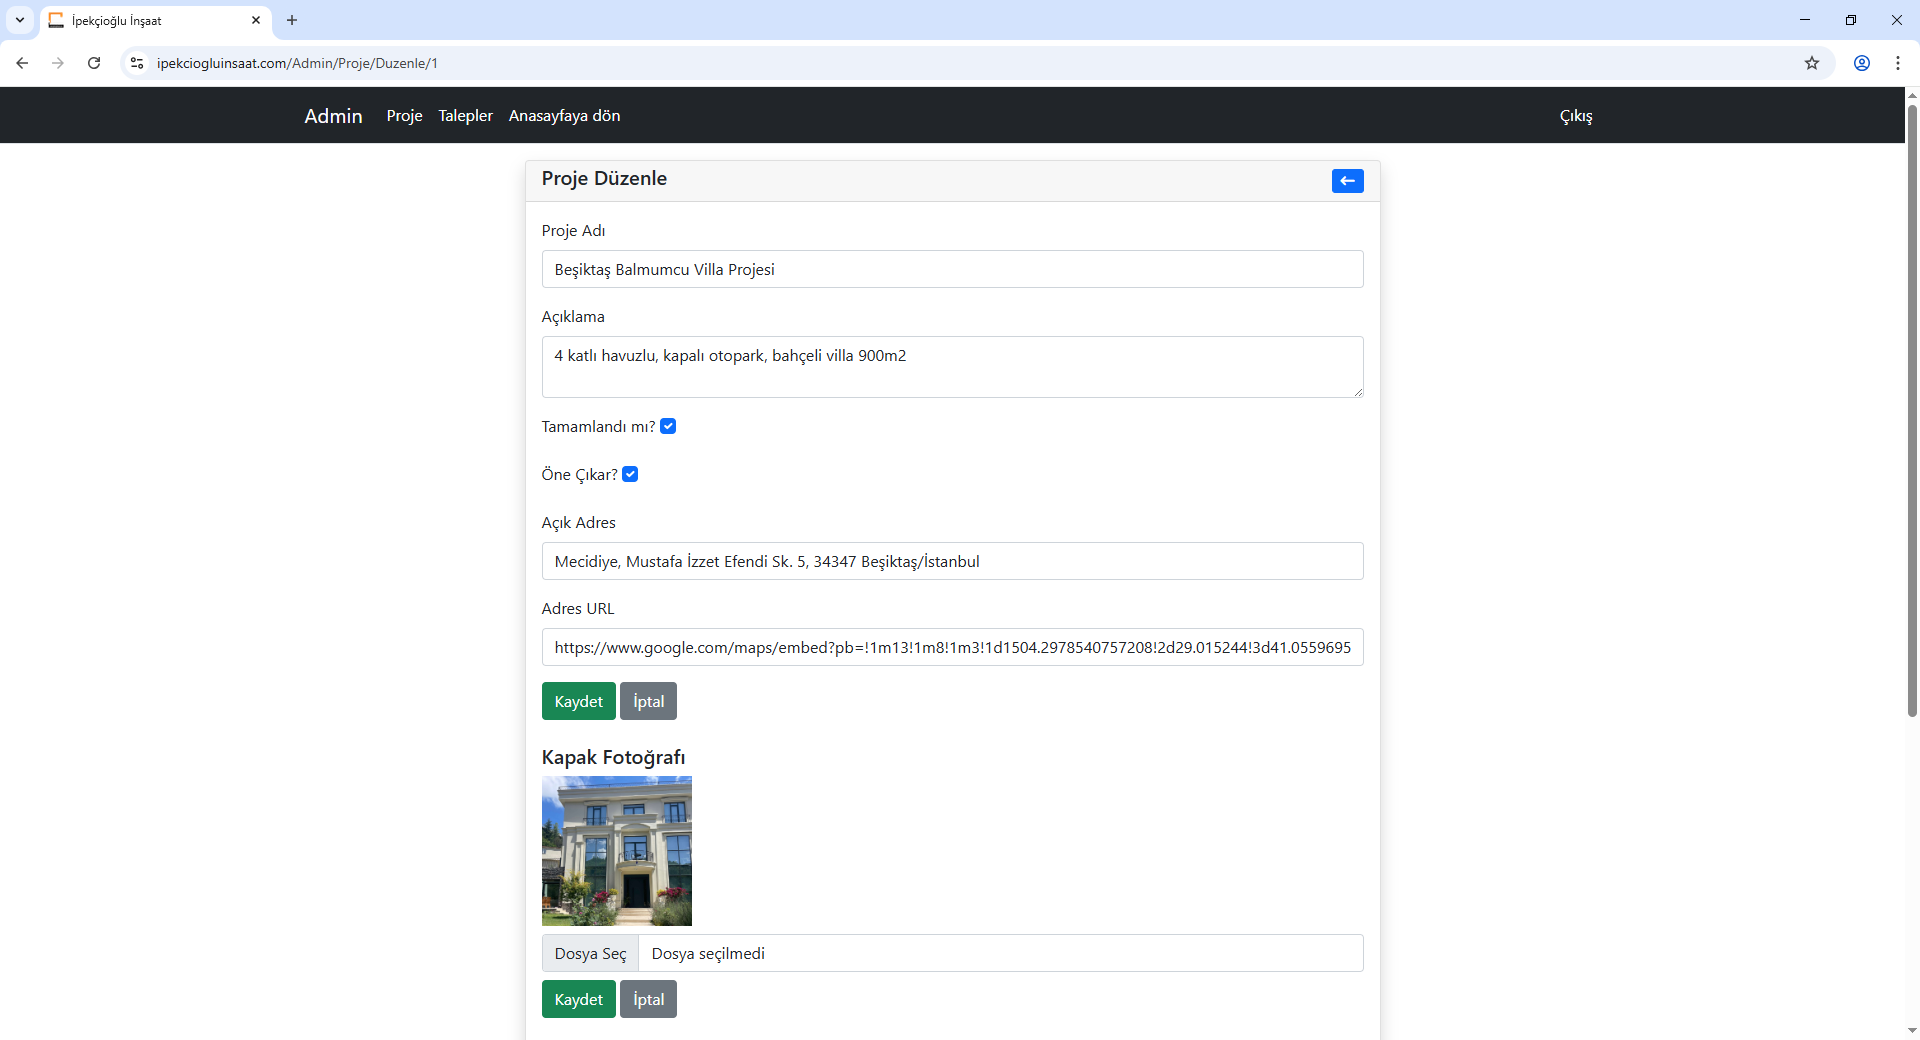 İpekçioğlu İnşaat
ipekciogluinsaat.com/Admin/Proje/Duzenle/1
Admin Proje Talepler Anasayfaya dön Çıkış
Proje Düzenle
Proje Adı
Beşiktaş Balmumcu Villa Projesi
Açıklama
4 katlı havuzlu, kapalı otopark, bahçeli villa 900m2
Tamamlandı mı?
Öne Çıkar?
Açık Adres
Mecidiye, Mustafa İzzet Efendi Sk. 5, 34347 Beşiktaş/İstanbul
Adres URL
https://www.google.com/maps/embed?pb=!1m13!1m8!1m3!1d1504.2978540757208!2d29.015244!3d41.0559695
Kaydet İptal
Kapak Fotoğrafı
Dosya Seç Dosya seçilmedi
Kaydet İptal